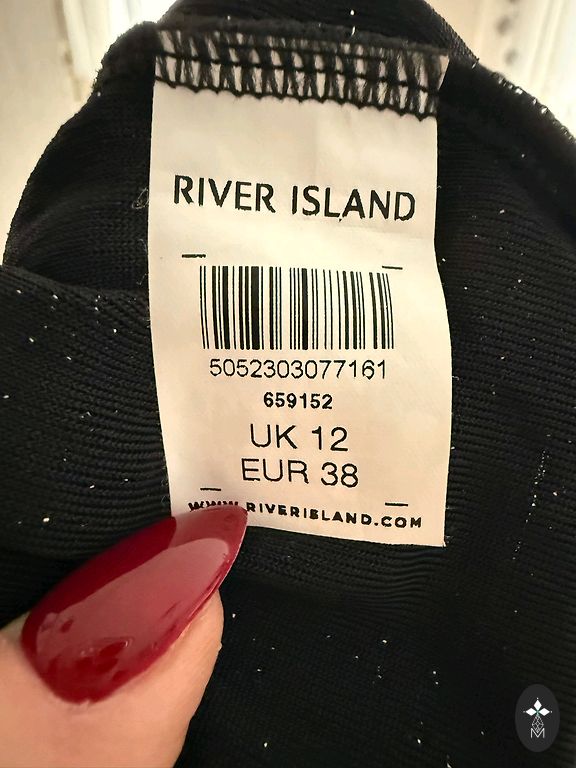 RIVER ISLAND
5052303077161
659152
UK 12
EUR 38
WWW.RIVERISLAND.COM
M